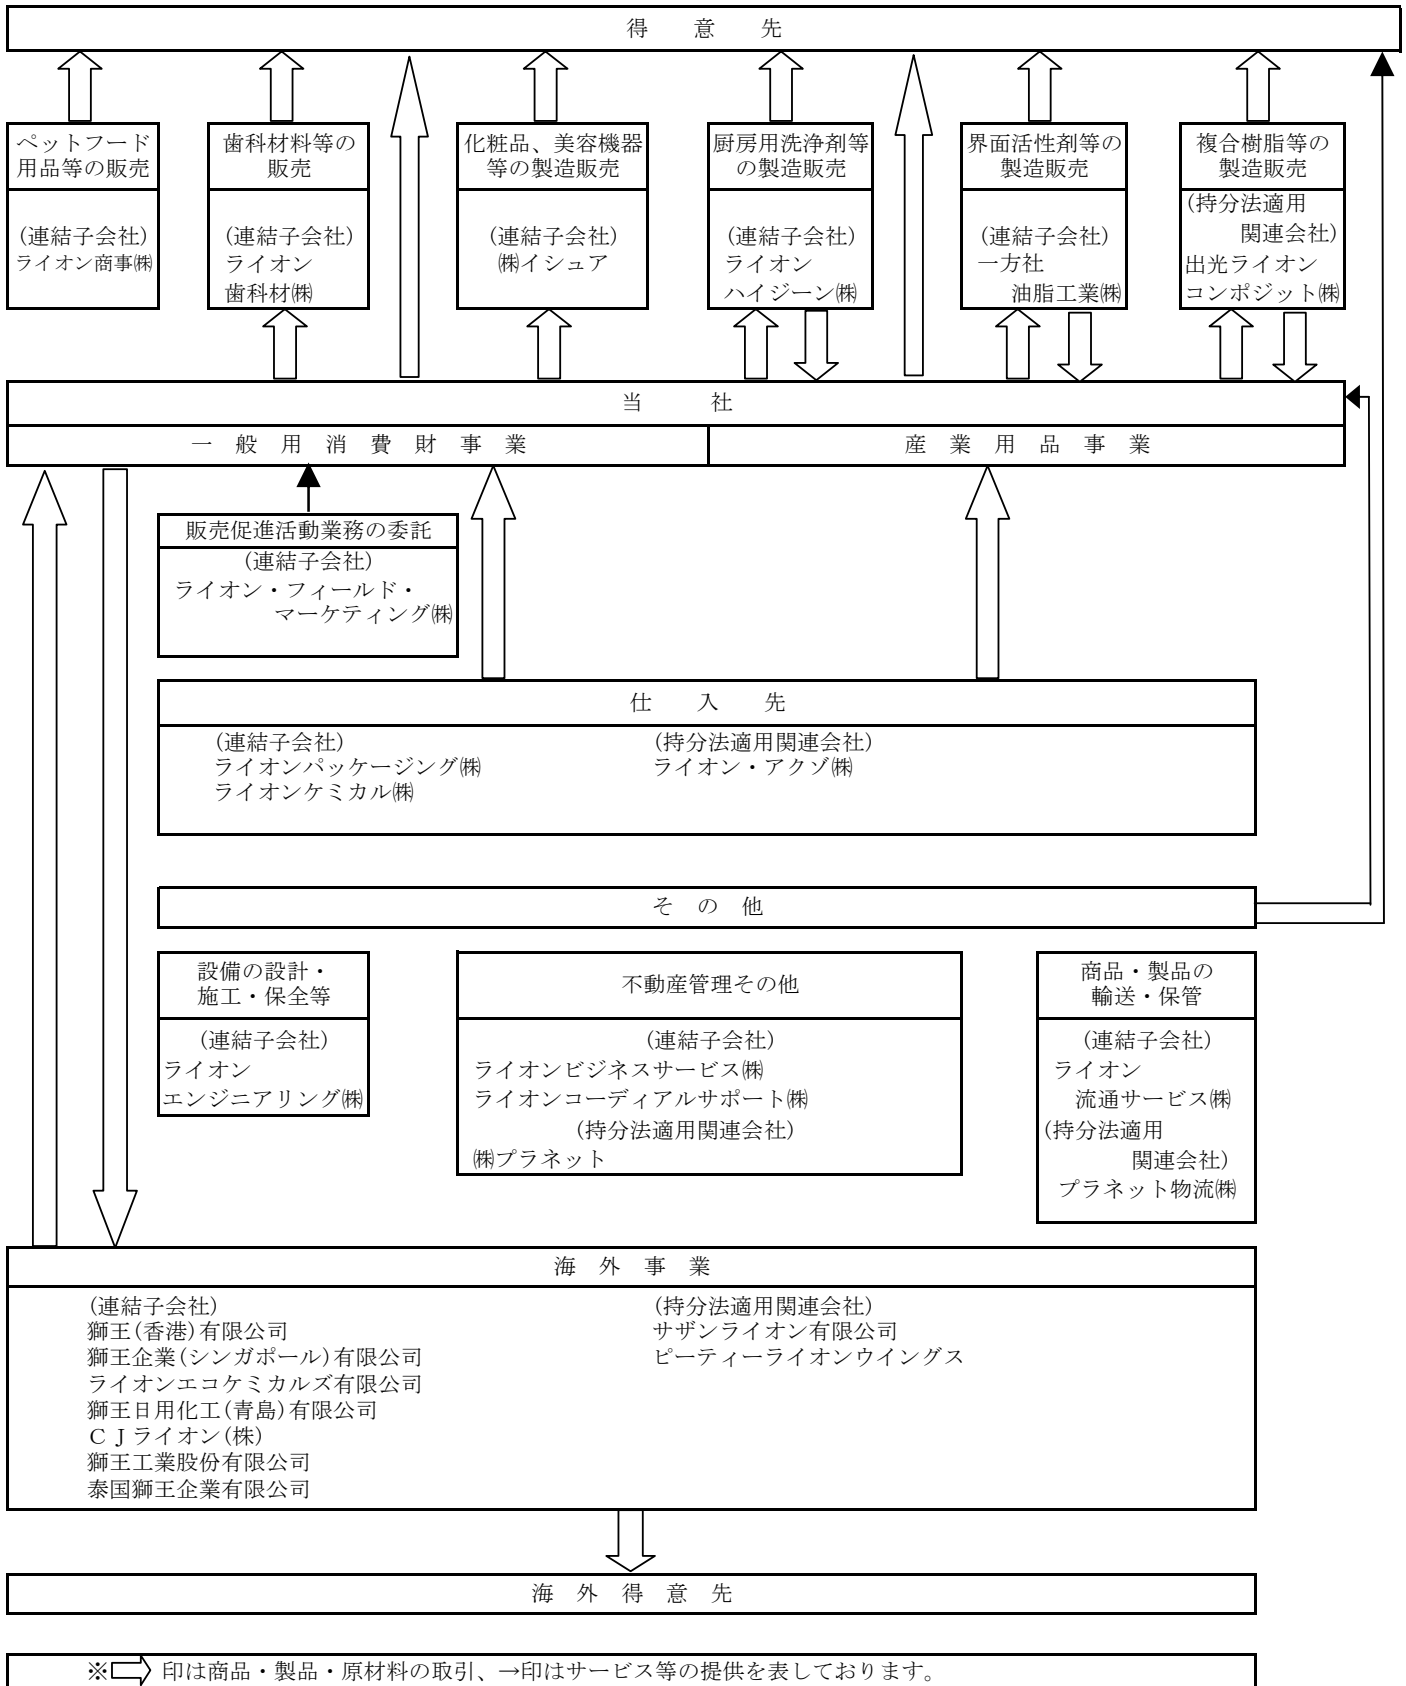 得意先
ペットフード
用品等の販売
(連結子会社)
ライオン商事㈱
歯科材料等の
販売
(連結子会社)
ライオン
歯科材㈱
化粧品、美容機器
等の製造販売
(連結子会社)
㈱イシュア
厨房用洗浄剤等
の製造販売
(連結子会社)
ライオン
ハイジーン㈱
界面活性剤等の
製造販売
(連結子会社)
一方社
油脂工業㈱
複合樹脂等の
製造販売
(持分法適用
関連会社)
出光ライオン
コンポジット㈱
当社
一般用消費財事業
産業用品事業
販売促進活動業務の委託
(連結子会社)
ライオン・フィールド・
マーケティング㈱
仕入先
(連結子会社)
ライオンパッケージング㈱
ライオンケミカル㈱
(持分法適用関連会社)
ライオン・アクゾ㈱
その他
設備の設計・
施工・保全等
(連結子会社)
ライオン
エンジニアリング㈱
不動産管理その他
(連結子会社)
ライオンビジネスサービス㈱
ライオンコーディアルサポート㈱
(持分法適用関連会社)
㈱プラネット
商品・製品の
輸送・保管
(連結子会社)
ライオン
流通サービス㈱
(持分法適用
関連会社)
プラネット物流㈱
海外事業
(連結子会社)
獅王(香港)有限公司
獅王企業(シンガポール)有限公司
ライオンエコケミカルズ有限公司
獅王日用化工(青島)有限公司
ＣＪライオン(株)
獅王工業股份有限公司
泰国獅王企業有限公司
(持分法適用関連会社)
サザンライオン有限公司
ピーティーライオンウイングス
海外得意先
※⇨印は商品・製品・原材料の取引、→印はサービス等の提供を表しております。